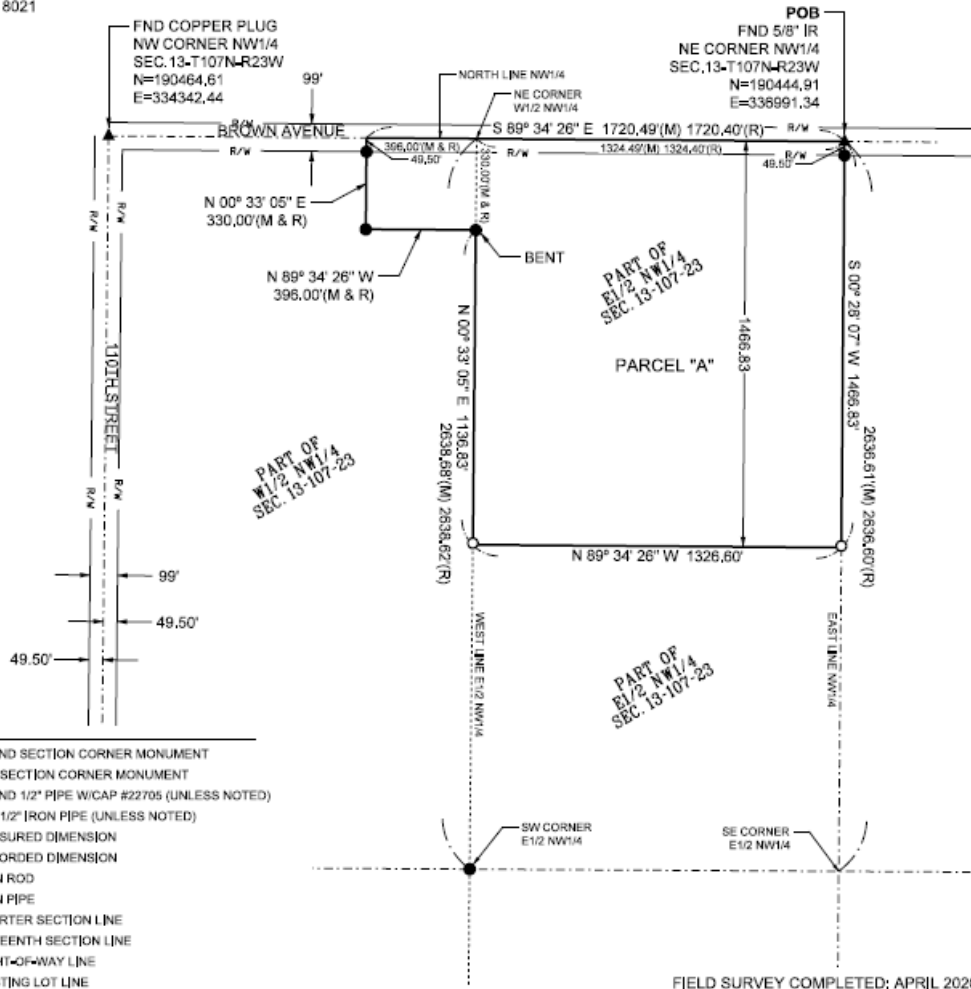 8021
FND COPPER PLUG
NW CORNER NW1/4
SEC.13-T107N-R23W
N=190464.61
E=334342.44
99'
POB
FND 5/8" IR
NE CORNER NW1/4
SEC.13-T107N-R23W
N=190444.91
E=336991.34
NORTH LINE NW1/4
NE CORNER
W1/2 NW1/4
R/W
BROWN AVENUE
S 89° 34' 26" E 1720.49'(M) 1720.40'(R)
R/W
R/W
396.00'(M & R)
49.50'
R/W
1324.49'(M) 1324.40'(R)
R/W
49.50'
330.00'(M & R)
N 00° 33' 05" E
330.00'(M & R)
N 89° 34' 26" W
396.00'(M & R)
BENT
R/W
R/W
PART OF
E1/2 NW1/4
SEC. 13-107-23
S 00° 28' 07" W 1466.83'
2636.61'(M) 2636.60'(R)
N 00° 33' 05" E 1136.83'
2638.68'(M) 2638.62'(R)
1466.83
PARCEL "A"
110TH STREET
PART OF
W1/2 NW1/4
SEC. 13-107-23
R/W
R/W
N 89° 34' 26" W 1326.60'
99'
49.50'
49.50'
WEST LINE E1/2 NW1/4
EAST LINE NW1/4
PART OF
E1/2 NW1/4
SEC. 13-107-23
ND SECTION CORNER MONUMENT
SECTION CORNER MONUMENT
ND 1/2" PIPE W/CAP #22705 (UNLESS NOTED)
1/2" IRON PIPE (UNLESS NOTED)
SURED DIMENSION
ORDED DIMENSION
N ROD
N PIPE
RTER SECTION LINE
TEENTH SECTION LINE
HT-OF-WAY LINE
STING LOT LINE
SW CORNER
E1/2 NW1/4
SE CORNER
E1/2 NW1/4
FIELD SURVEY COMPLETED: APRIL 202